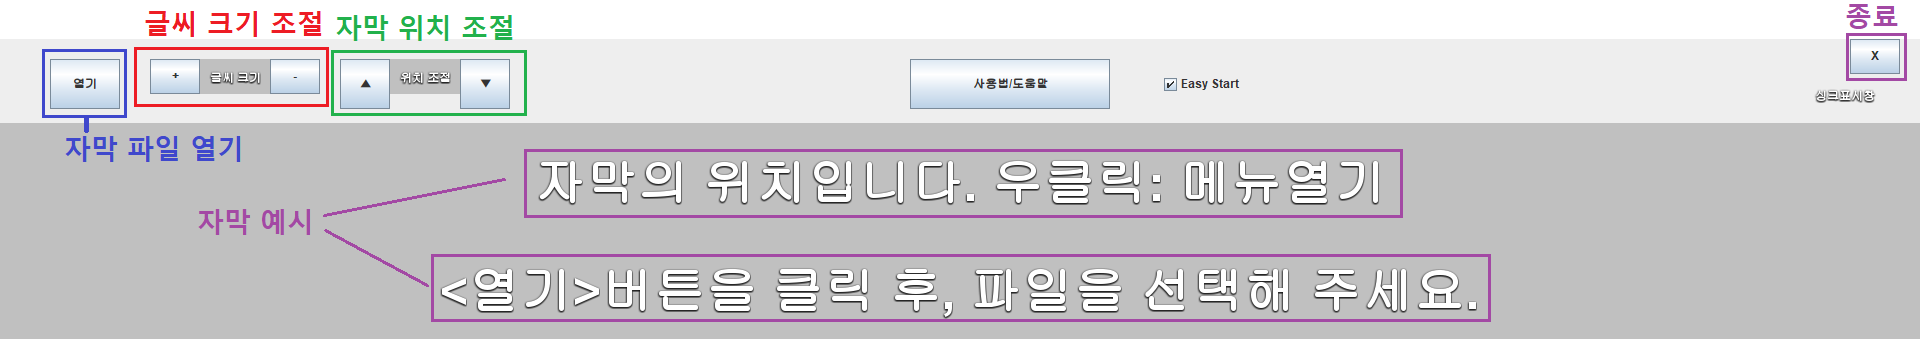 글씨 크기 조절
자막 위치 조절
종료
열기
+
글씨 크기
-
▲
위치 조절
▼
사용법/도움말
Easy Start
X
싱크표시창
자막 파일 열기
자막의 위치입니다. 우클릭: 메뉴열기
자막 예시
<열기>버튼을 클릭 후, 파일을 선택해 주세요.